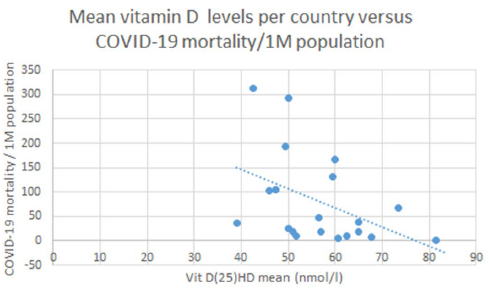 Mean vitamin D levels per country versus
COVID-19 mortality/1M population
COVID-19 mortality / 1M population
350
300
250
200
150
100
50
0
-50
0 10 20 30 40 50 60 70 80 90
Vit D(25)HD mean (nmol/l)